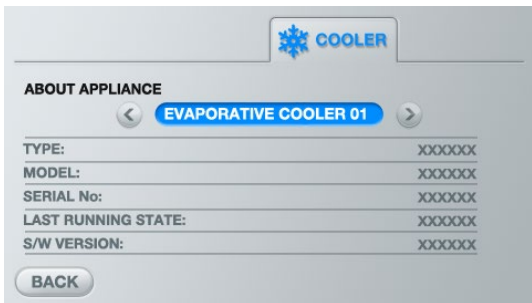 COOLER
ABOUT APPLIANCE
EVAPORATIVE COOLER 01
TYPE: XXXXXX
MODEL: XXXXXX
SERIAL No: XXXXXX
LAST RUNNING STATE: XXXXXX
S/W VERSION: XXXXXX
BACK